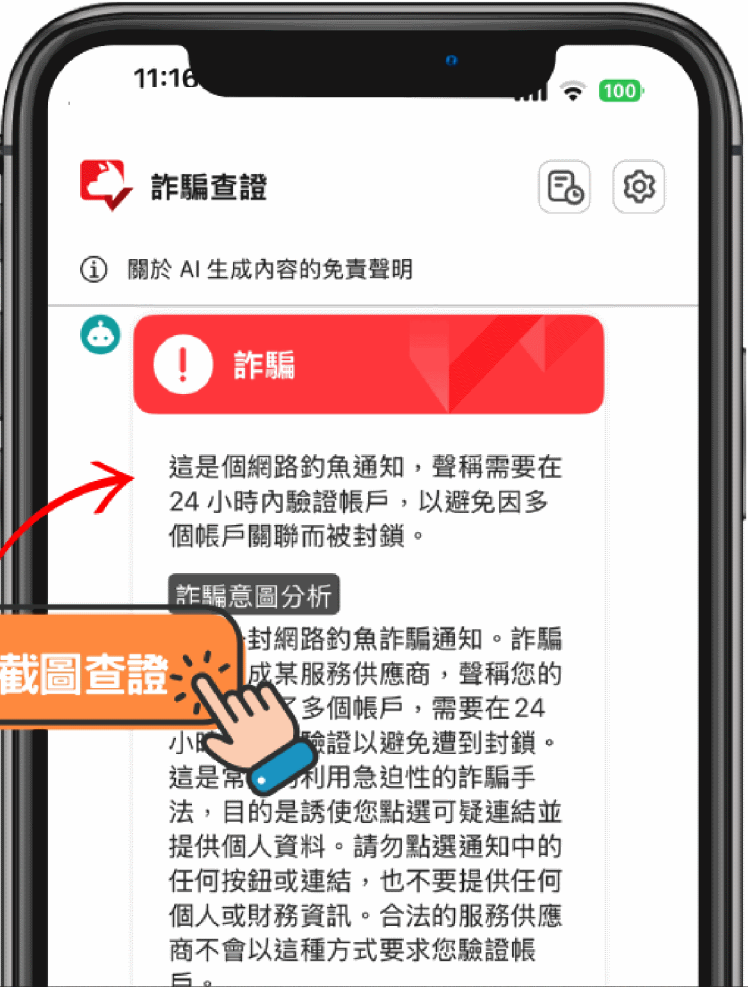 11:16
100
詐騙查證
關於 AI 生成內容的免責聲明
詐騙
這是個網路釣魚通知，聲稱需要在
24 小時內驗證帳戶，以避免因多
個帳戶關聯而被封鎖。
詐騙意圖分析
封網路釣魚詐騙通知。詐騙
成某服務供應商，聲稱您的
截圖查證
多個帳戶，需要在 24
小 驗證以避免遭到封鎖。
這是常 利用急迫性的詐騙手
法，目的是誘使您點選可疑連結並
提供個人資料。請勿點選通知中的
任何按鈕或連結，也不要提供任何
個人或財務資訊。合法的服務供應
商不會以這種方式要求您驗證帳
戶。